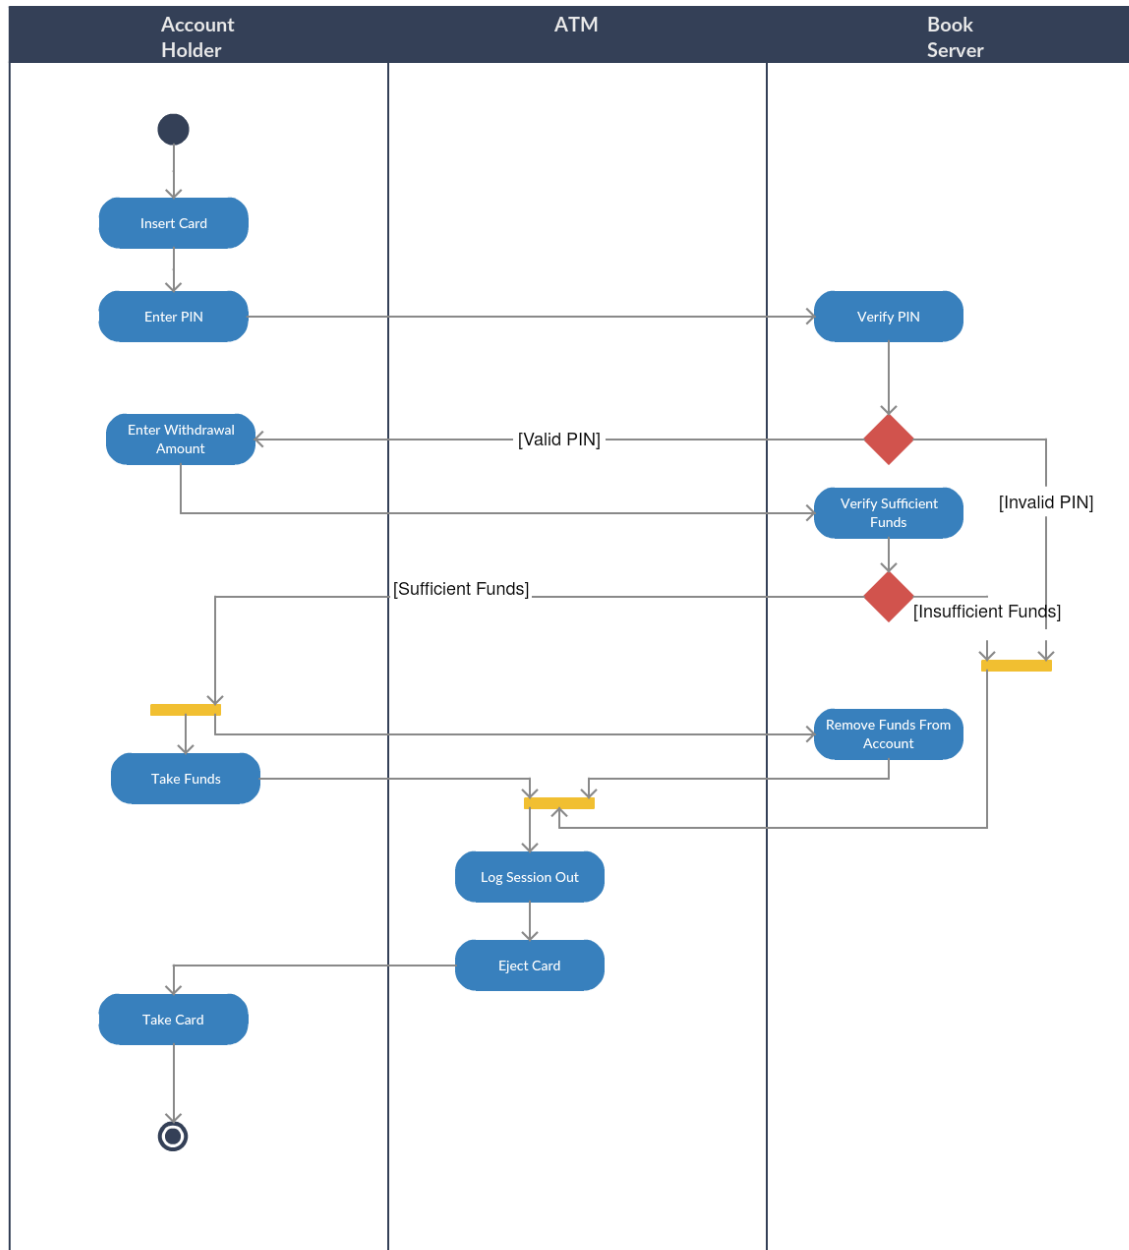 Account
Holder
ATM
Book
Server
Insert Card
Enter PIN
Verify PIN
Enter Withdrawal
Amount
[Valid PIN]
Verify Sufficient
Funds
[Invalid PIN]
[Sufficient Funds]
[Insufficient Funds]
Remove Funds From
Account
Take Funds
Log Session Out
Eject Card
Take Card